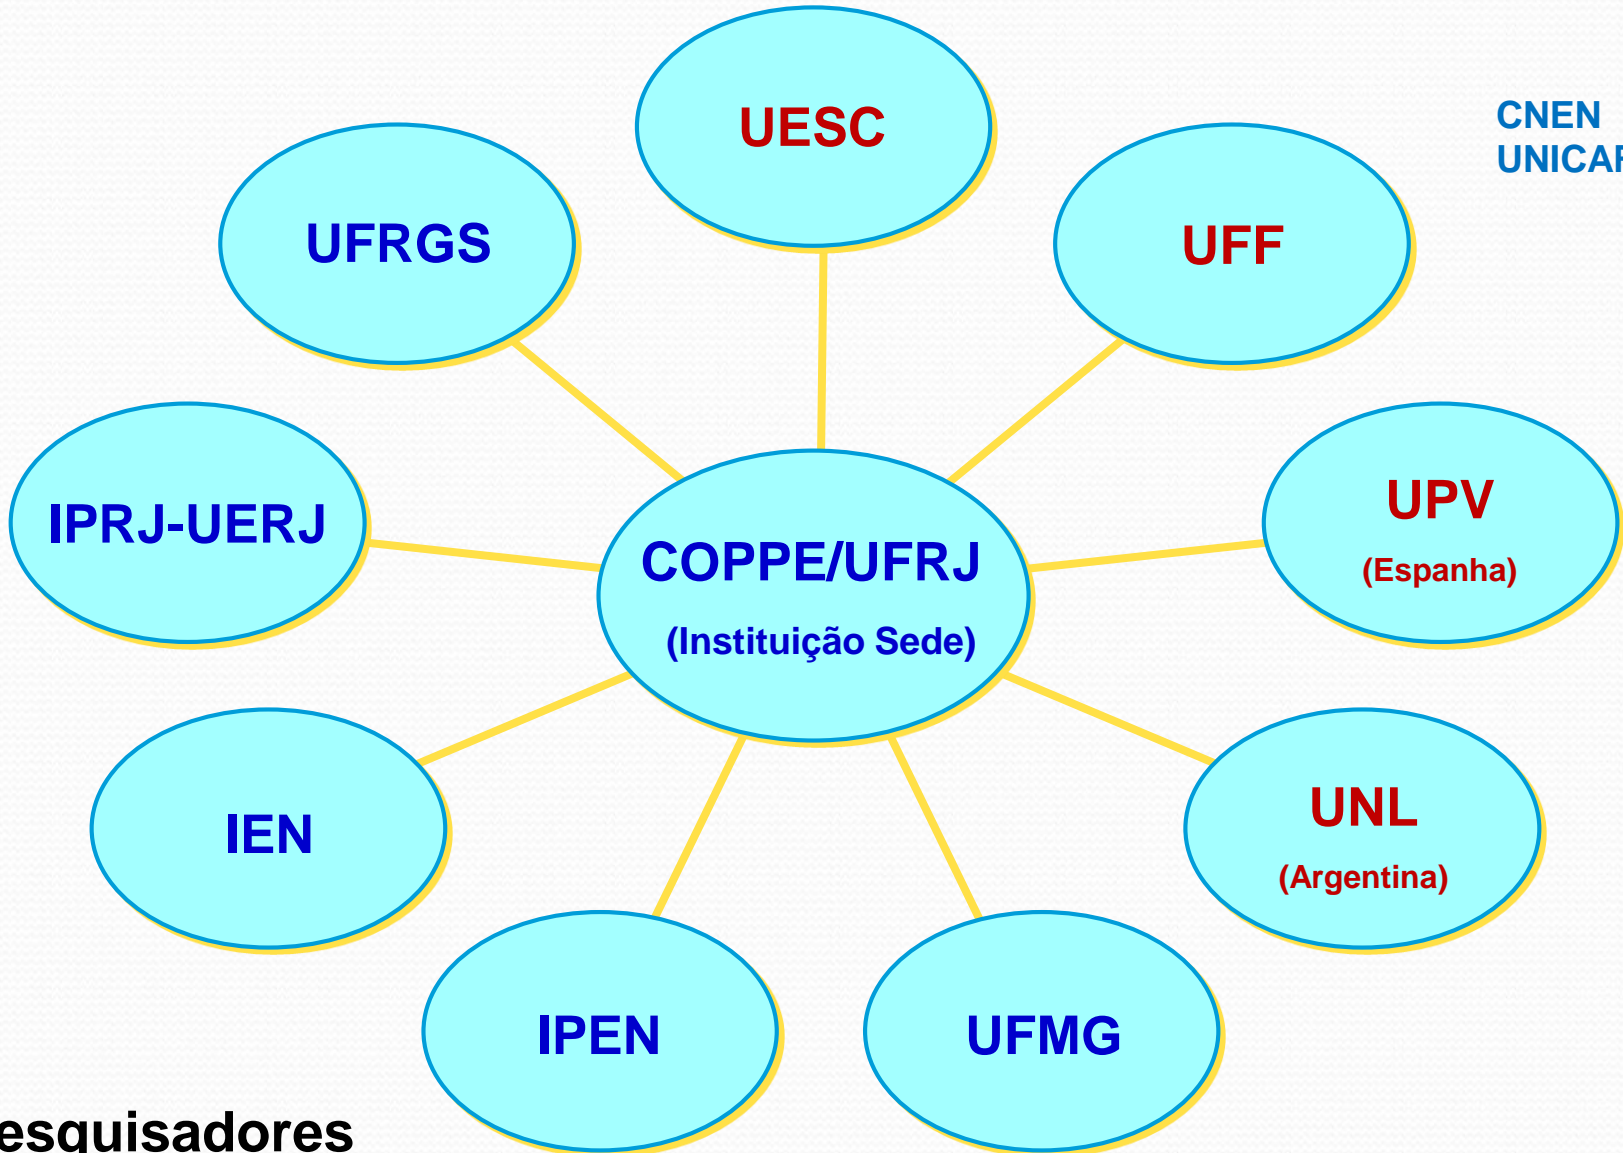 UESC
CNEN
UFRGS
UFF
IPRJ-UERJ
UPV
(Espanha)
COPPE/UFRJ
(Instituição Sede)
UNL
(Argentina)
IEN
IPEN
UFMG